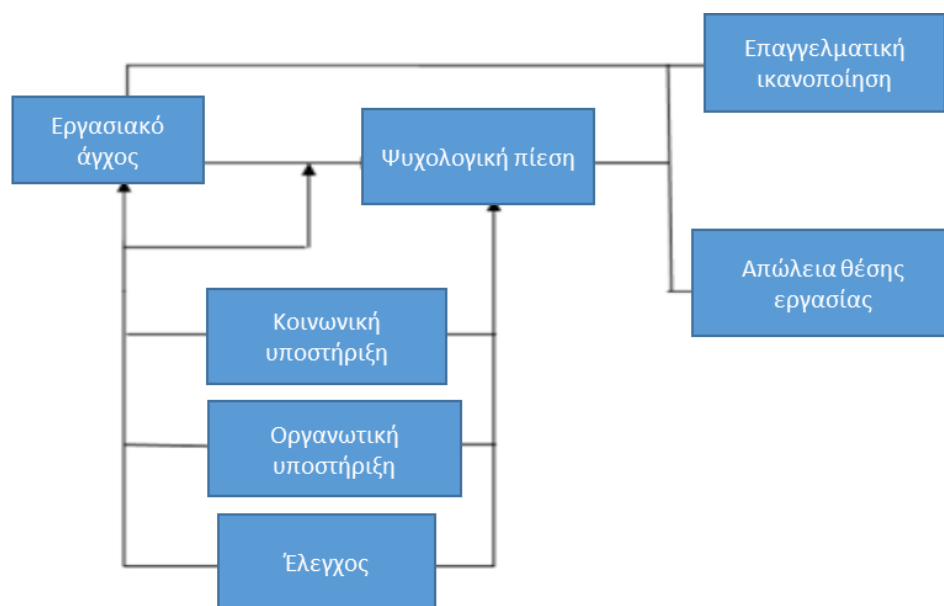 Επαγγελματική
ικανοποίηση
Εργασιακό
άγχος
Ψυχολογική πίεση
Απώλεια θέσης
εργασίας
Κοινωνική
υποστήριξη
Οργανωτική
υποστήριξη
Έλεγχος